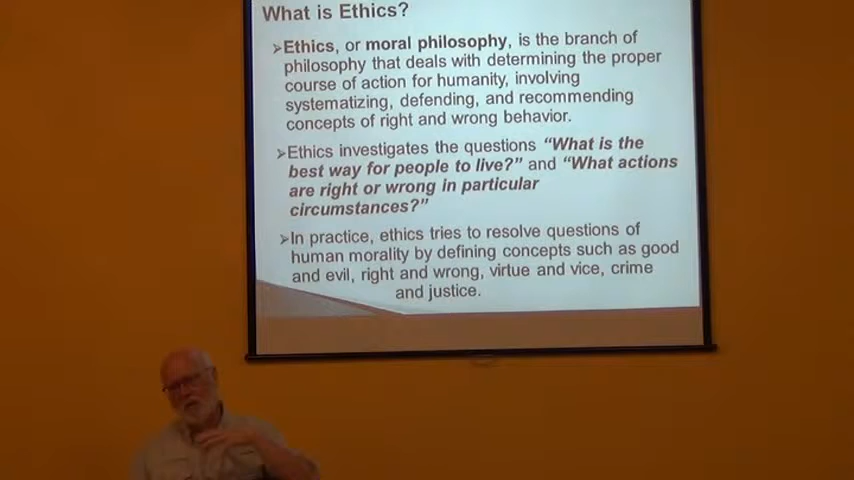 What is Ethics?
➢Ethics, or moral philosophy, is the branch of
philosophy that deals with determining the proper
course of action for humanity, involving
systematizing, defending, and recommending
concepts of right and wrong behavior.
➢Ethics investigates the questions “What is the
best way for people to live?” and “What actions
are right or wrong in particular
circumstances?”
➢In practice, ethics tries to resolve questions of
human morality by defining concepts such as good
and evil, right and wrong, virtue and vice, crime
and justice.